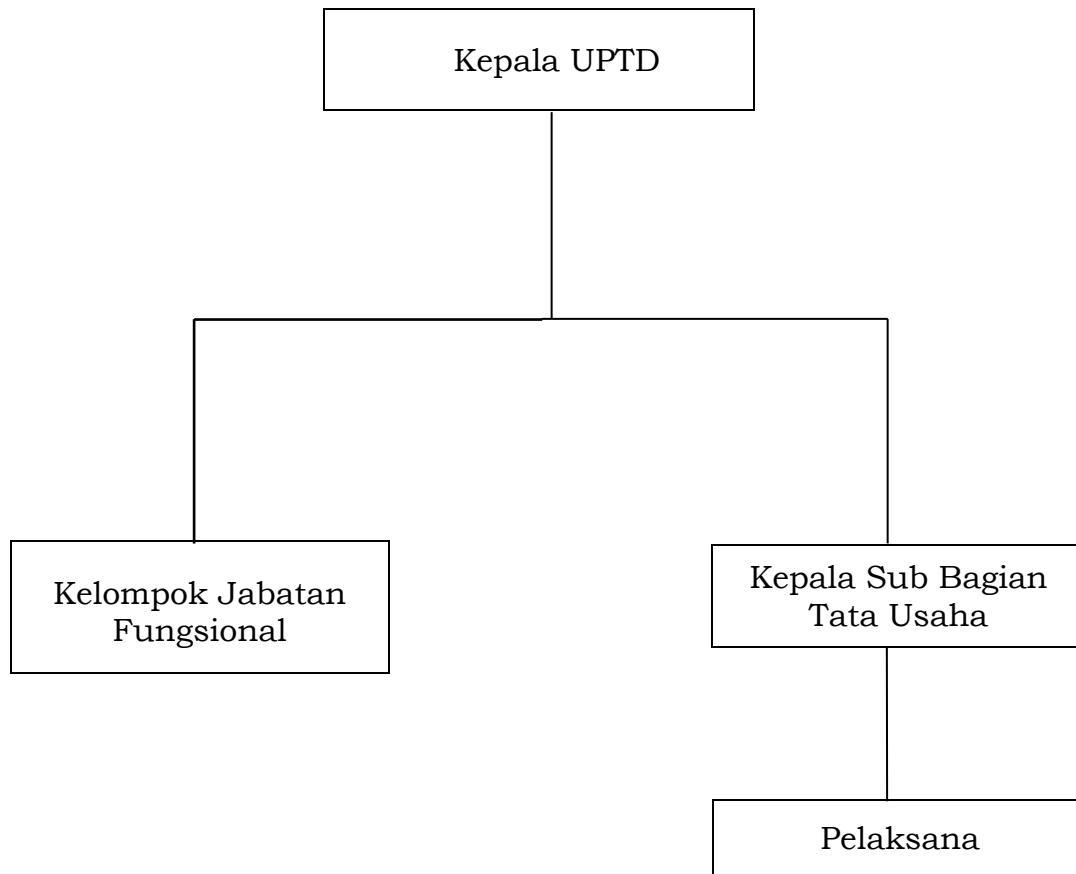 Kepala UPTD
Kelompok Jabatan
Fungsional
Kepala Sub Bagian
Tata Usaha
Pelaksana